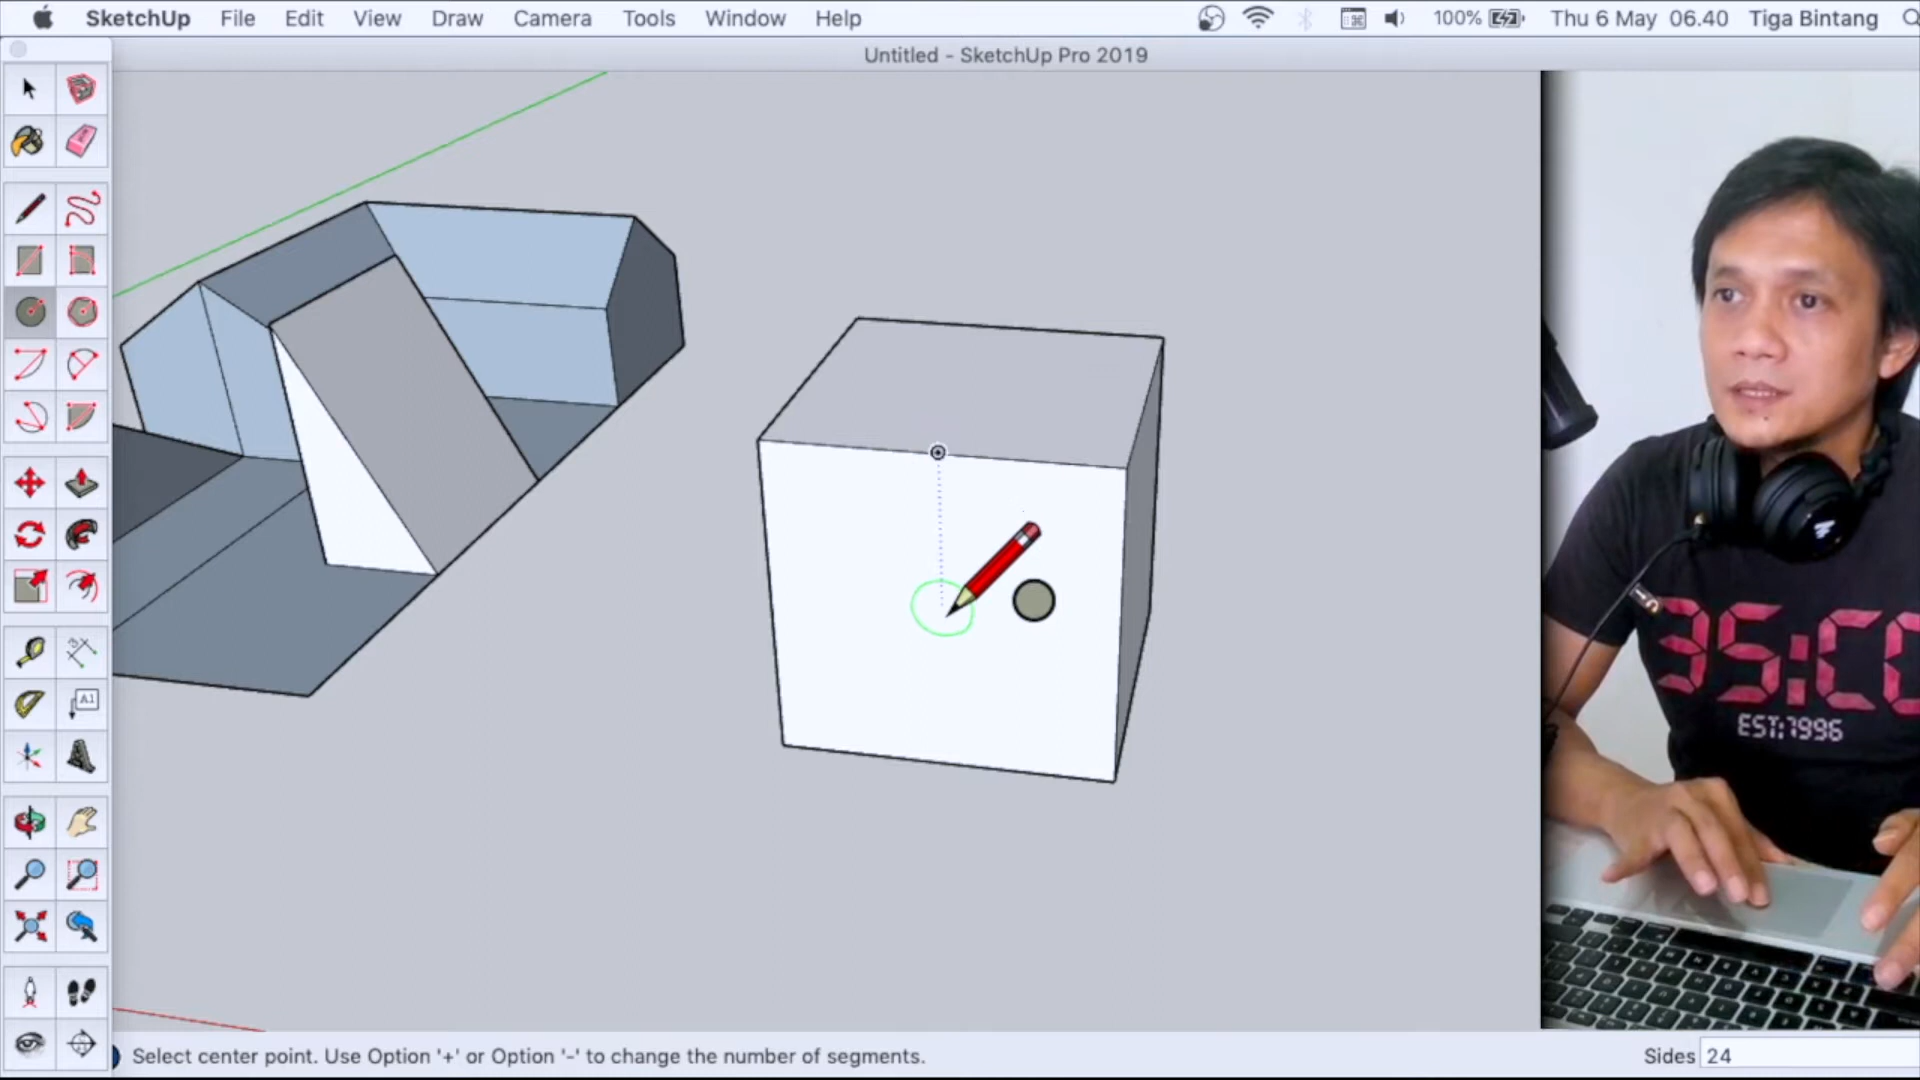 SketchUp File Edit View Draw Camera Tools Window Help 100% Thu 6 May 06.40 Tiga Bintang
Untitled - SketchUp Pro 2019
A1
35:CO
EST:1996
Select center point. Use Option '+' or Option '-' to change the number of segments. Sides 24